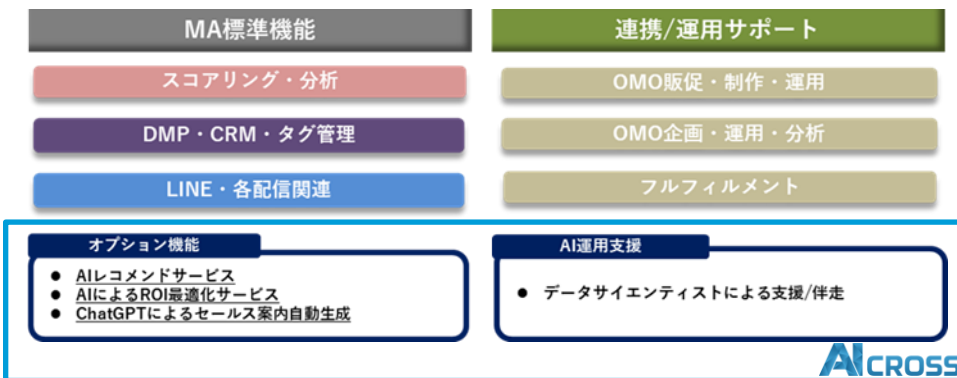 MA標準機能
連携/運用サポート
スコアリング・分析
OMO販促・制作・運用
DMP・CRM・タグ管理
OMO企画・運用・分析
LINE・各配信関連
フルフィルメント
オプション機能
● AIレコメンドサービス
● AIによるROI最適化サービス
● ChatGPTによるセールス案内自動生成
AI運用支援
● データサイエンティストによる支援/伴走
AI CROSS